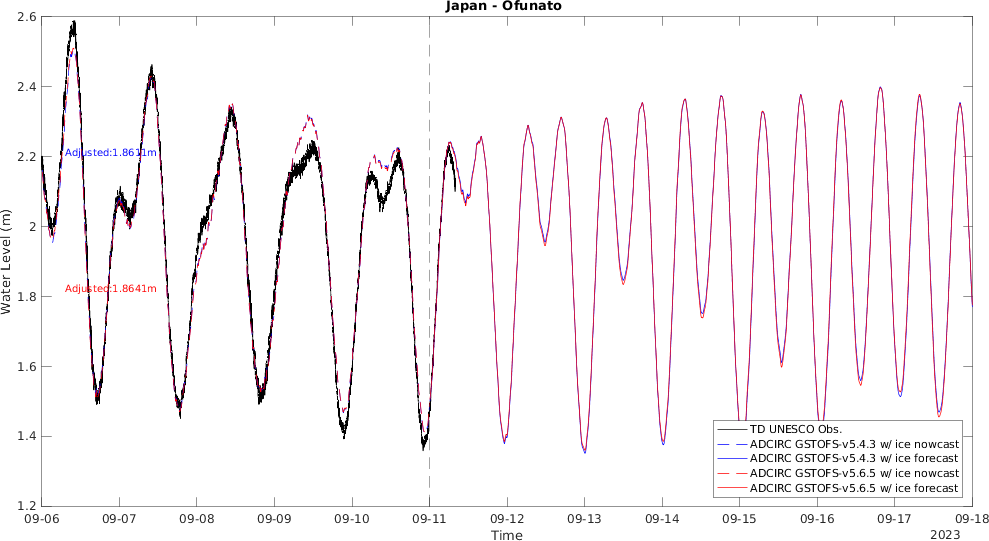 Japan - Ofunato
2.6
2.4
2.2
2
1.8
1.6
1.4
1.2
Water Level (m)
Adjusted:1.8611m
Adjusted:1.8641m
TD UNESCO Obs.
ADCIRC GSTOFS-v5.4.3 w/ ice nowcast
ADCIRC GSTOFS-v5.4.3 w/ ice forecast
ADCIRC GSTOFS-v5.6.5 w/ ice nowcast
ADCIRC GSTOFS-v5.6.5 w/ ice forecast
09-06 09-07 09-08 09-09 09-10 09-11 09-12 09-13 09-14 09-15 09-16 09-17 09-18
Time
2023